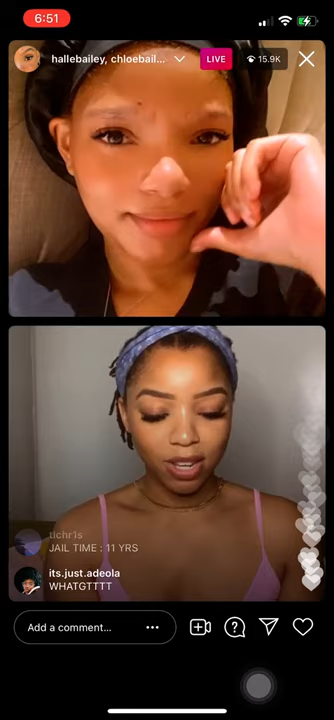 6:51
hallebailey, chloebail...
LIVE
15.9K
tichr1s
JAIL TIME : 11 YRS
its.just.adeola
WHATGTTTT
Add a comment...